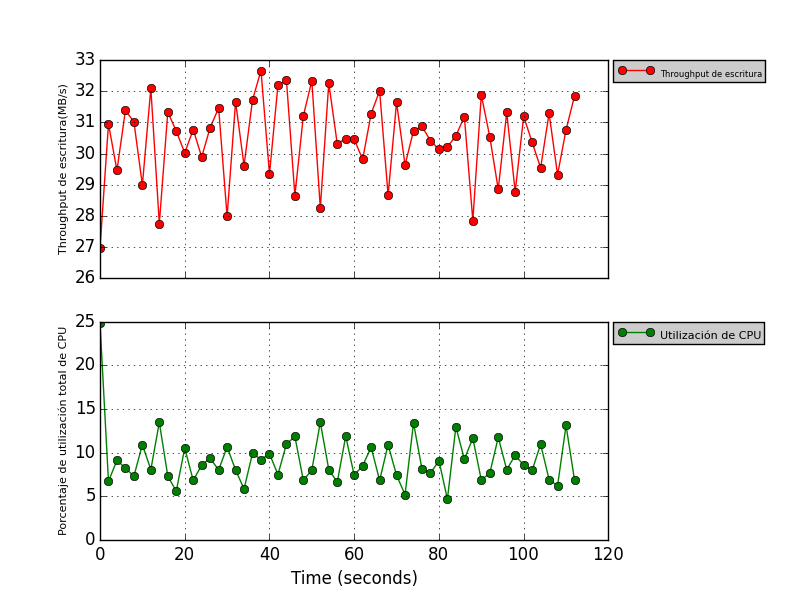 33
32
31
30
29
28
27
26
Throughput de escritura(MB/s)
Throughput de escritura
25
20
15
10
5
0
Porcentaje de utilización total de CPU
Utilización de CPU
0 20 40 60 80 100 120
Time (seconds)